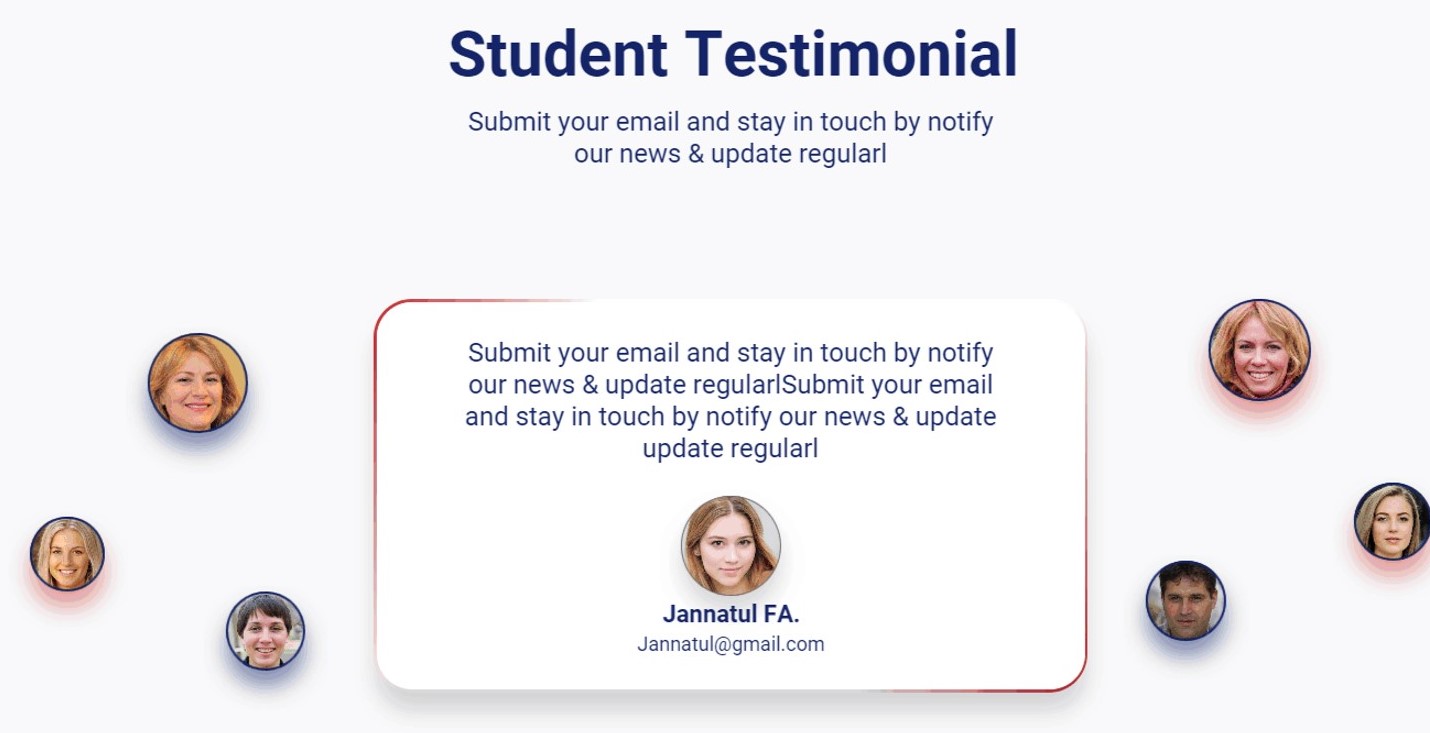 Student Testimonial
Submit your email and stay in touch by notify
our news & update regularl
Submit your email and stay in touch by notify
our news & update regularlSubmit your email
and stay in touch by notify our news & update
update regularl
Jannatul FA.
Jannatul@gmail.com